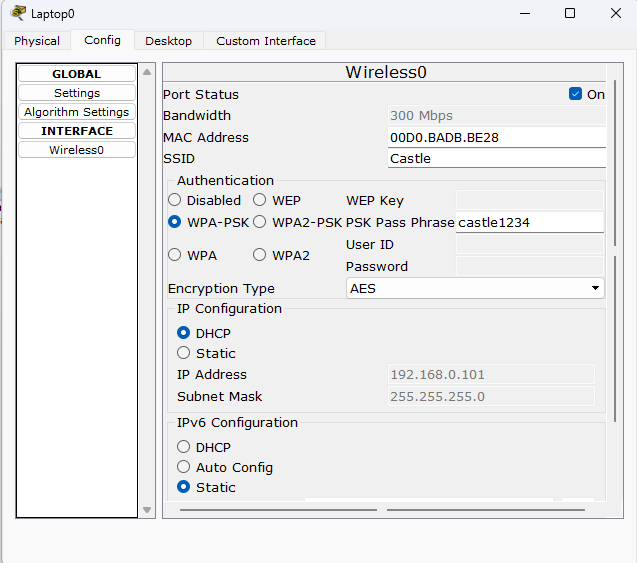 Laptop0
Physical Config Desktop Custom Interface
GLOBAL
Settings
Algorithm Settings
INTERFACE
Wireless0
Wireless0
Port Status On
Bandwidth 300 Mbps
MAC Address 00D0.BADB.BE28
SSID Castle
Authentication
Disabled WEP WEP Key
WPA-PSK WPA2-PSK PSK Pass Phrase castle1234
User ID
WPA WPA2
Password
Encryption Type AES
IP Configuration
DHCP
Static
IP Address 192.168.0.101
Subnet Mask 255.255.255.0
IPv6 Configuration
DHCP
Auto Config
Static